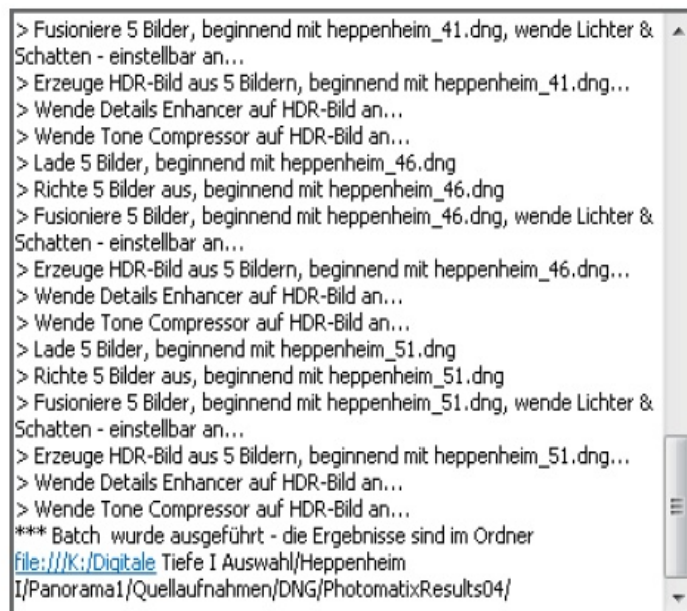 > Fusioniere 5 Bilder, beginnend mit heppenheim_41.dng, wende Lichter &
Schatten - einstellbar an...
> Erzeuge HDR-Bild aus 5 Bildern, beginnend mit heppenheim_41.dng...
> Wende Details Enhancer auf HDR-Bild an...
> Wende Tone Compressor auf HDR-Bild an...
> Lade 5 Bilder, beginnend mit heppenheim_46.dng
> Richte 5 Bilder aus, beginnend mit heppenheim_46.dng
> Fusioniere 5 Bilder, beginnend mit heppenheim_46.dng, wende Lichter &
Schatten - einstellbar an...
> Erzeuge HDR-Bild aus 5 Bildern, beginnend mit heppenheim_46.dng...
> Wende Details Enhancer auf HDR-Bild an...
> Wende Tone Compressor auf HDR-Bild an...
> Lade 5 Bilder, beginnend mit heppenheim_51.dng
> Richte 5 Bilder aus, beginnend mit heppenheim_51.dng
> Fusioniere 5 Bilder, beginnend mit heppenheim_51.dng, wende Lichter &
Schatten - einstellbar an...
> Erzeuge HDR-Bild aus 5 Bildern, beginnend mit heppenheim_51.dng...
> Wende Details Enhancer auf HDR-Bild an...
> Wende Tone Compressor auf HDR-Bild an...
*** Batch  wurde ausgeführt - die Ergebnisse sind im Ordner
file:///K:/Digitale Tiefe I Auswahl/Heppenheim
I/Panorama1/Quellaufnahmen/DNG/PhotomatixResults04/